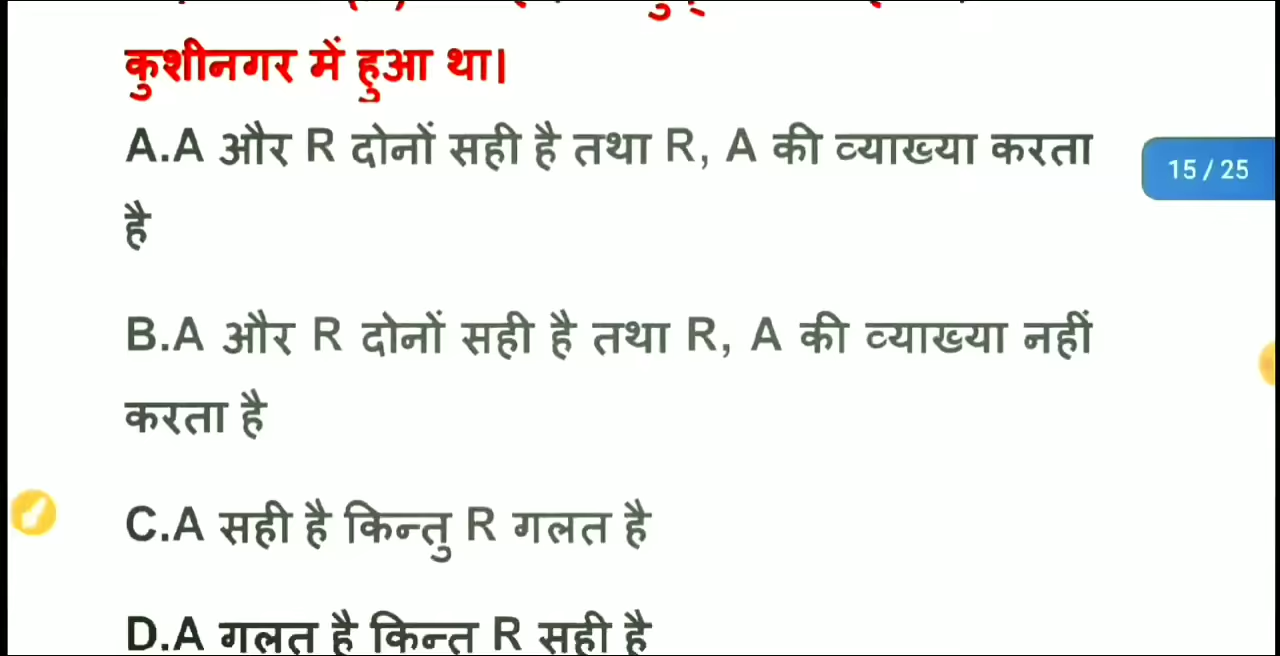 कुशीनगर में हुआ था।
A.A और R दोनों सही है तथा R, A की व्याख्या करता
15 / 25
है
B.A और R दोनों सही है तथा R, A की व्याख्या नहीं
करता है
C.A सही है किन्तु R गलत है
D.A गलत है किन्त R सही है